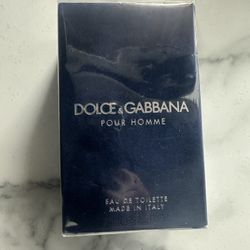 DOLCE & GABBANA
POUR HOMME
EAU DE TOILETTE
MADE IN ITALY